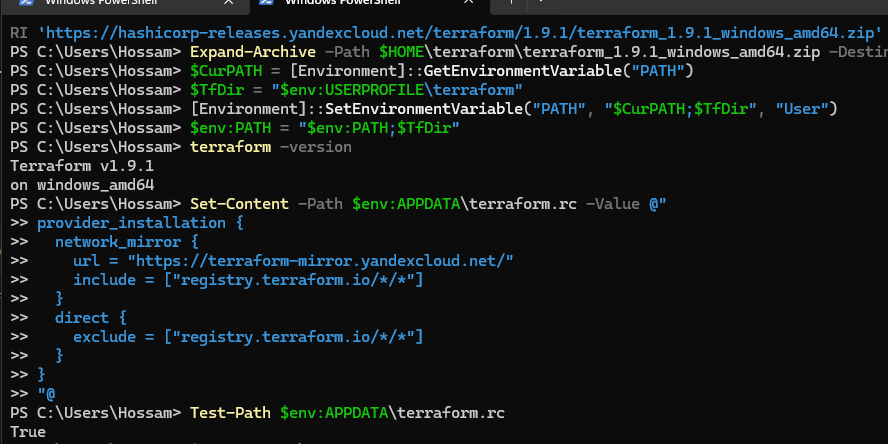 Windows PowerShell
Windows PowerShell
RI 'https://hashicorp-releases.yandexcloud.net/terraform/1.9.1/terraform_1.9.1_windows_amd64.zip'
PS C:\Users\Hossam> Expand-Archive -Path $HOME\terraform\terraform_1.9.1_windows_amd64.zip -Destin
PS C:\Users\Hossam> $CurPATH = [Environment]::GetEnvironmentVariable("PATH")
PS C:\Users\Hossam> $TfDir = "$env:USERPROFILE\terraform"
PS C:\Users\Hossam> [Environment]::SetEnvironmentVariable("PATH", "$CurPATH;$TfDir", "User")
PS C:\Users\Hossam> $env:PATH = "$env:PATH;$TfDir"
PS C:\Users\Hossam> terraform -version
Terraform v1.9.1
on windows_amd64
PS C:\Users\Hossam> Set-Content -Path $env:APPDATA\terraform.rc -Value @"
>> provider_installation {
>>   network_mirror {
>>     url = "https://terraform-mirror.yandexcloud.net/"
>>     include = ["registry.terraform.io/*/*"]
>>   }
>>   direct {
>>     exclude = ["registry.terraform.io/*/*"]
>>   }
>> }
>> "@
PS C:\Users\Hossam> Test-Path $env:APPDATA\terraform.rc
True